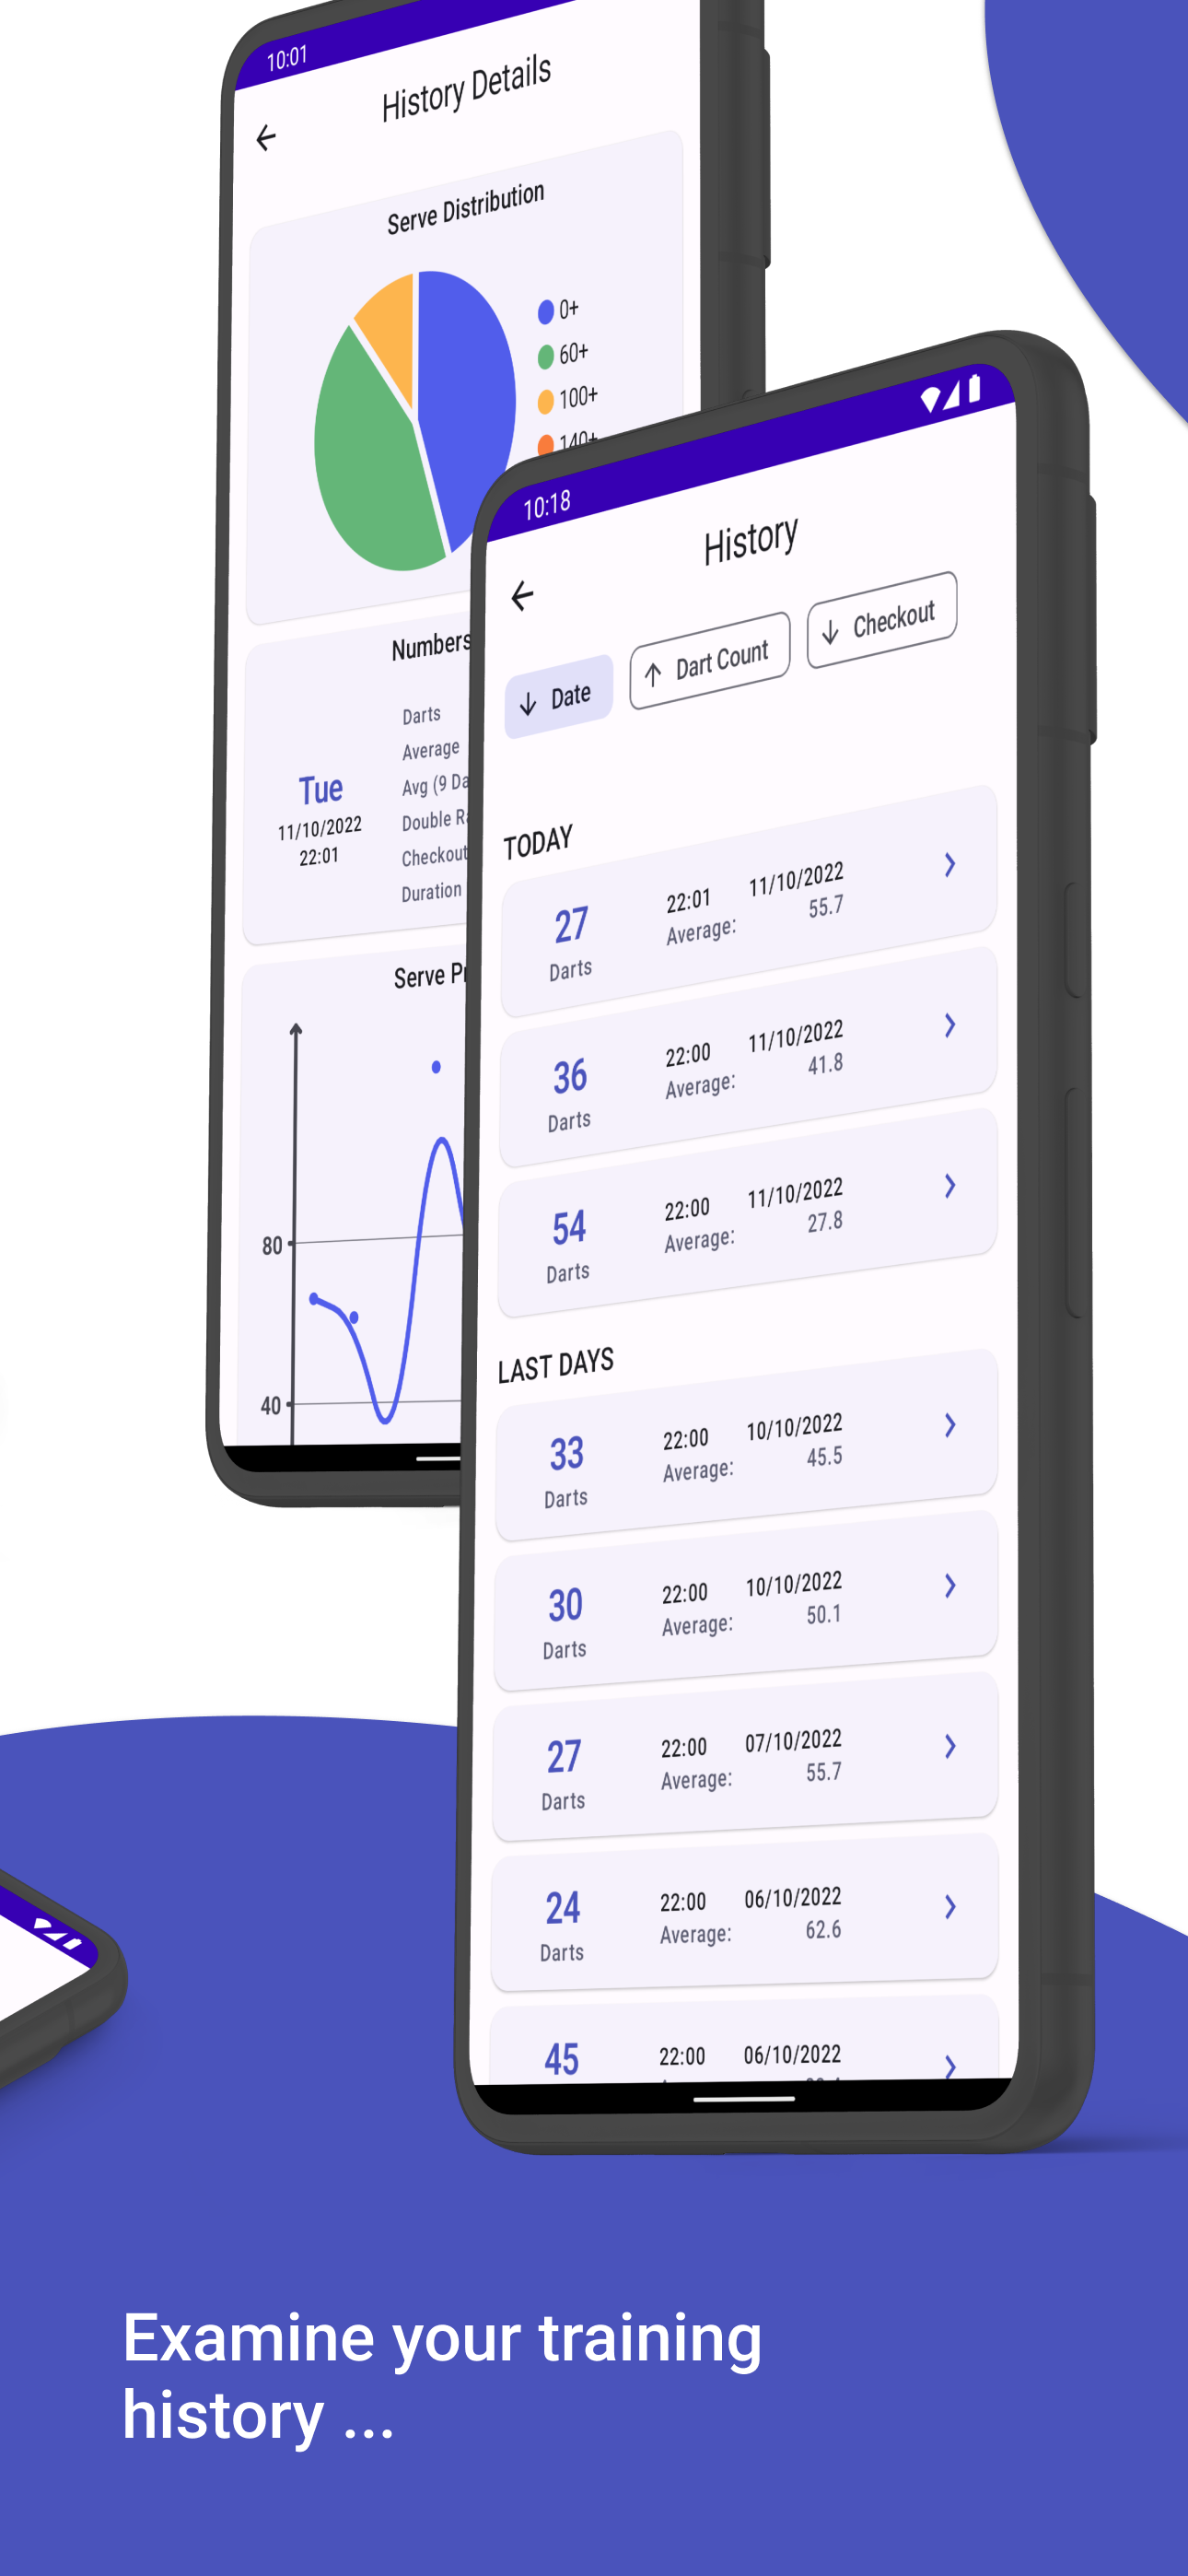 10:01
History Details
Serve Distribution
0+
60+
100+
140+
Numbers
Darts
Average
Avg (9
Double
Checkout
Duration
Tue
11/10/2022
22:01
Serve
80
40
10:18
History
Date
Dart Count
Checkout
TODAY
27
Darts
22:01 11/10/2022
Average: 55.7
36
Darts
22:00 11/10/2022
Average: 41.8
54
Darts
22:00 11/10/2022
Average: 27.8
LAST DAYS
33
Darts
22:00 10/10/2022
Average: 45.5
30
Darts
22:00 10/10/2022
Average: 50.1
27
Darts
22:00 07/10/2022
Average: 55.7
24
Darts
22:00 06/10/2022
Average: 62.6
45
22:00 06/10/2022
Examine your training
history ...